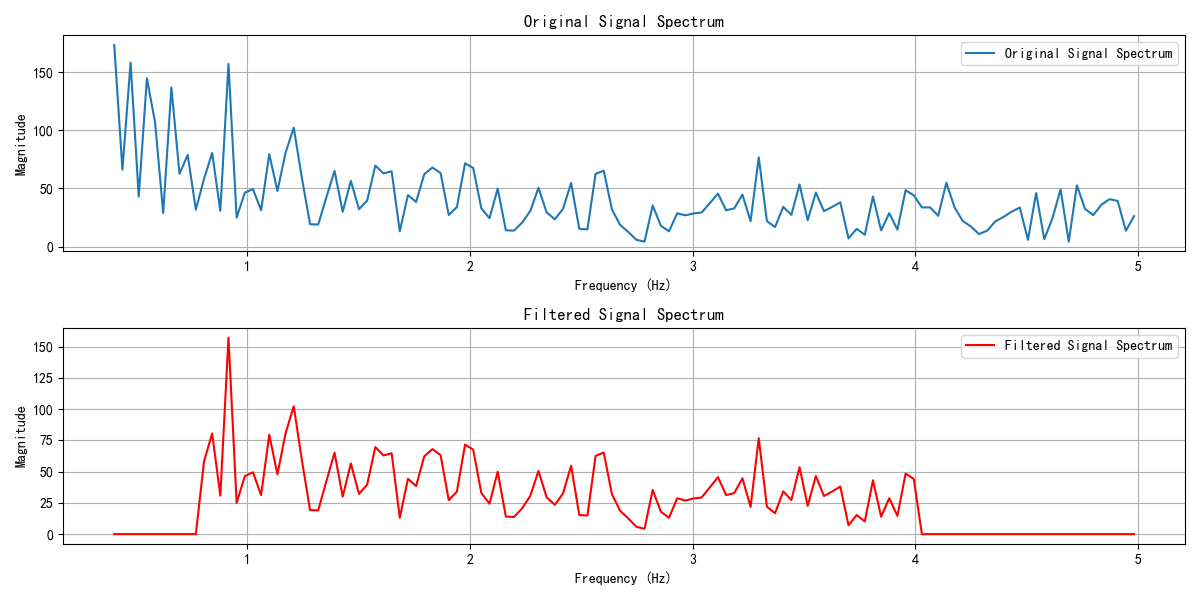 Original Signal Spectrum
Original Signal Spectrum
Magnitude
150
100
50
0
1 2 3 4 5
Frequency (Hz)
Filtered Signal Spectrum
Filtered Signal Spectrum
Magnitude
150
125
100
75
50
25
0
1 2 3 4 5
Frequency (Hz)